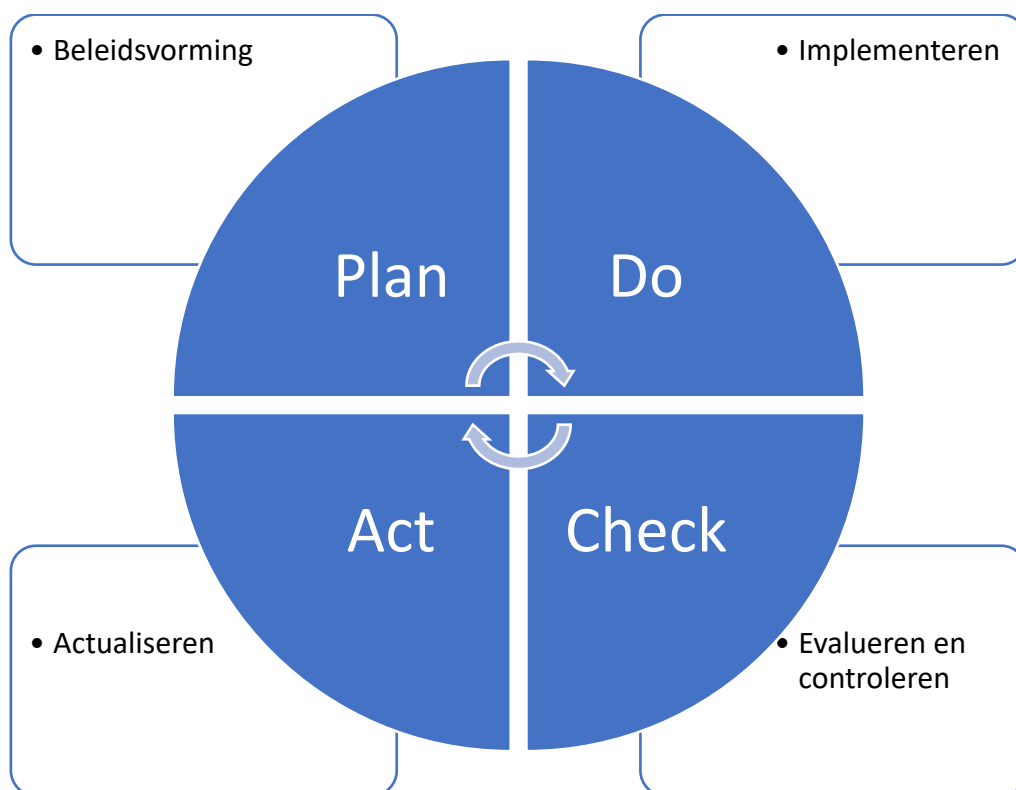 • Beleidsvorming
• Implementeren
Plan
Do
Act
Check
• Actualiseren
• Evalueren en
controleren